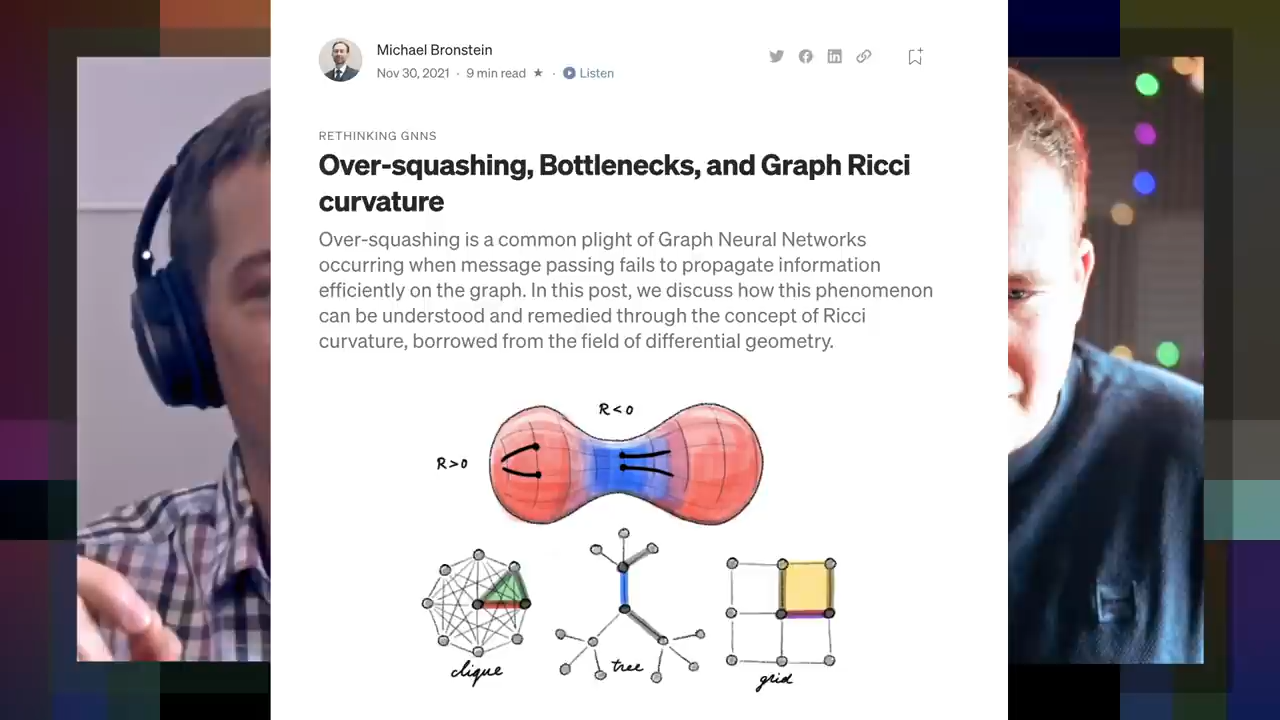 Michael Bronstein
Nov 30, 2021 · 9 min read ★ · Listen
RETHINKING GNNS
Over-squashing, Bottlenecks, and Graph Ricci
curvature
Over-squashing is a common plight of Graph Neural Networks
occurring when message passing fails to propagate information
efficiently on the graph. In this post, we discuss how this phenomenon
can be understood and remedied through the concept of Ricci
curvature, borrowed from the field of differential geometry.
R<0
R>0
clique
tree
grid